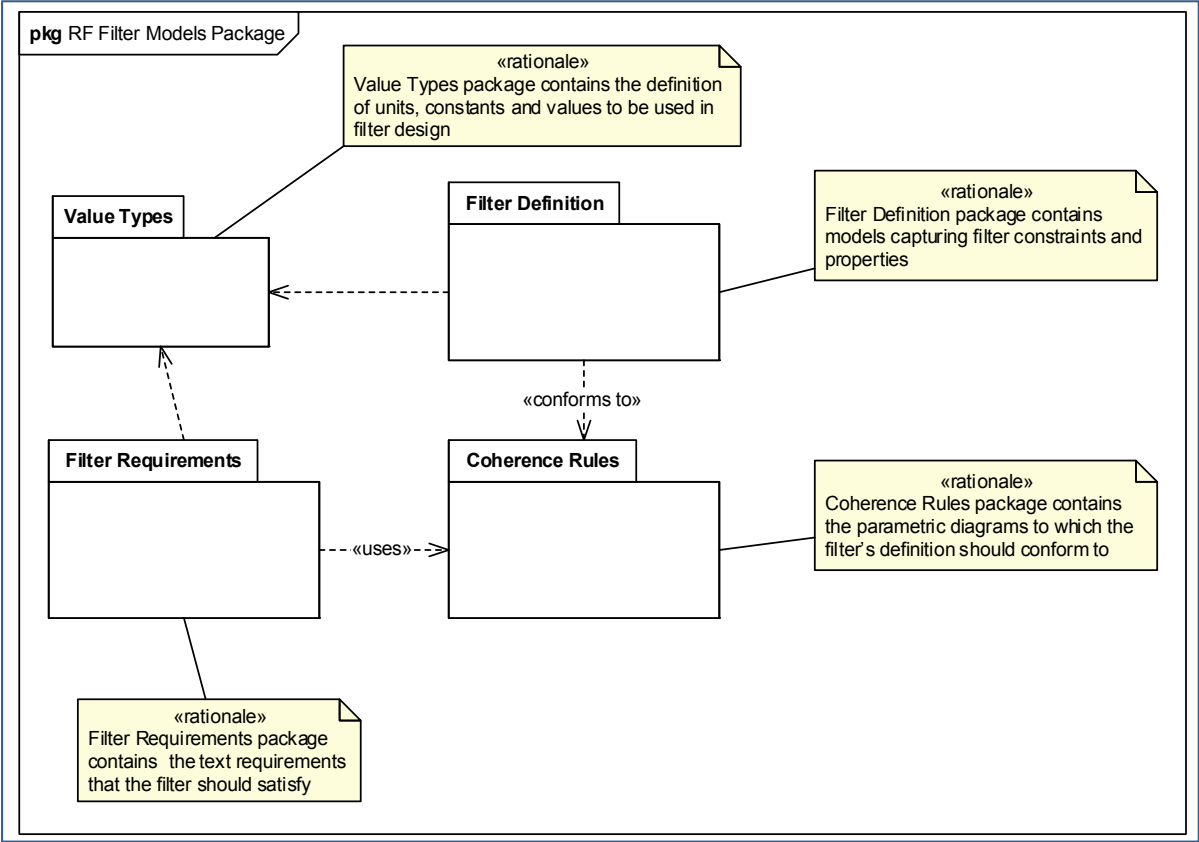 pkg RF Filter Models Package
«rationale»
Value Types package contains the definition
of units, constants and values to be used in
filter design
Value Types
Filter Definition
«rationale»
Filter Definition package contains
models capturing filter constraints and
properties
«conforms to»
Filter Requirements
Coherence Rules
«rationale»
Coherence Rules package contains
the parametric diagrams to which the
filter's definition should conform to
«uses»
«rationale»
Filter Requirements package
contains the text requirements
that the filter should satisfy